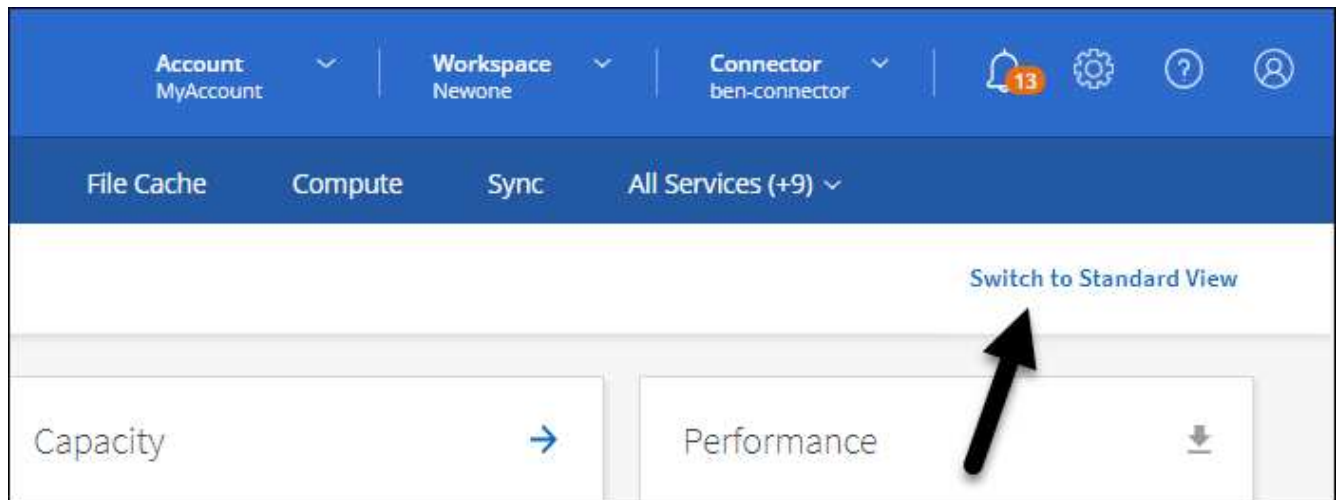 Account
MyAccount
Workspace
Newone
Connector
ben-connector
13
?
File Cache Compute Sync All Services (+9)
Switch to Standard View
Capacity
Performance